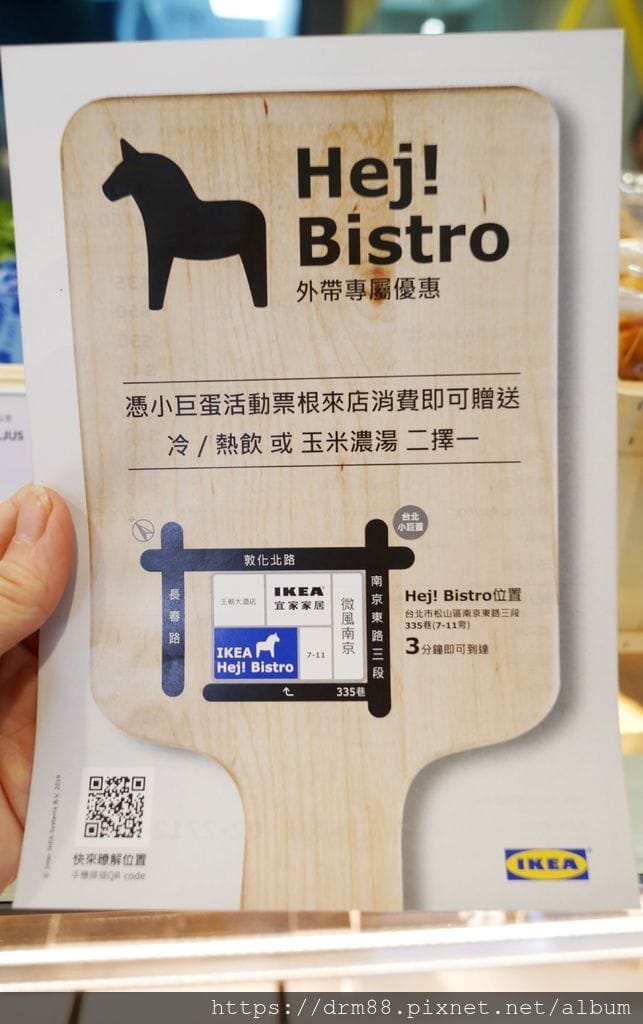 Hej!
Bistro
外帶專屬優惠
憑小巨蛋活動票根來店消費即可贈送
冷 / 熱飲 或 玉米濃湯 二擇一
台北
小巨蛋
敦化北路
長春路
王朝大酒店
IKEA
宜家家居
微風南京
南京東路三段
IKEA
Hej! Bistro
7-11
335巷
Hej! Bistro位置
台北市松山區南京東路三段
335巷(7-11旁)
3分鐘即可到達
© Inter IKEA Systems B.V. 2019
快來瞭解位置
手機掃描QR code
IKEA
JUS
https://drm88.pixnet.net/album